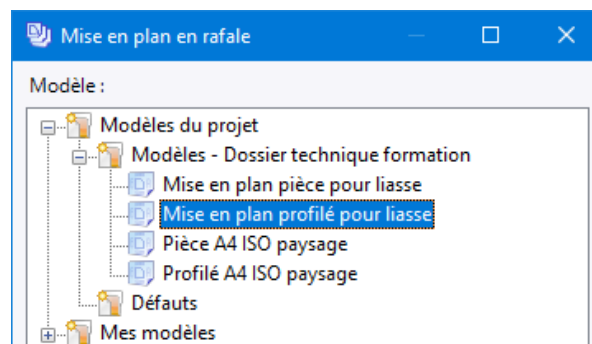 Mise en plan en rafale
Modèle :
Modèles du projet
Modèles - Dossier technique formation
Mise en plan pièce pour liasse
Mise en plan profilé pour liasse
Pièce A4 ISO paysage
Profilé A4 ISO paysage
Défauts
Mes modèles